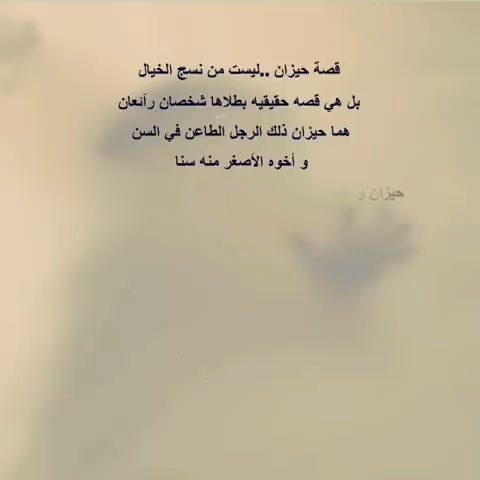 قصة حيزان ..ليست من نسج الخيال
بل هي قصه حقيقيه بطلاها شخصان رآئعان
هما حيزان ذلك الرجل الطاعن في السن
و أخوه الأصغر منه سنا
حيزان و